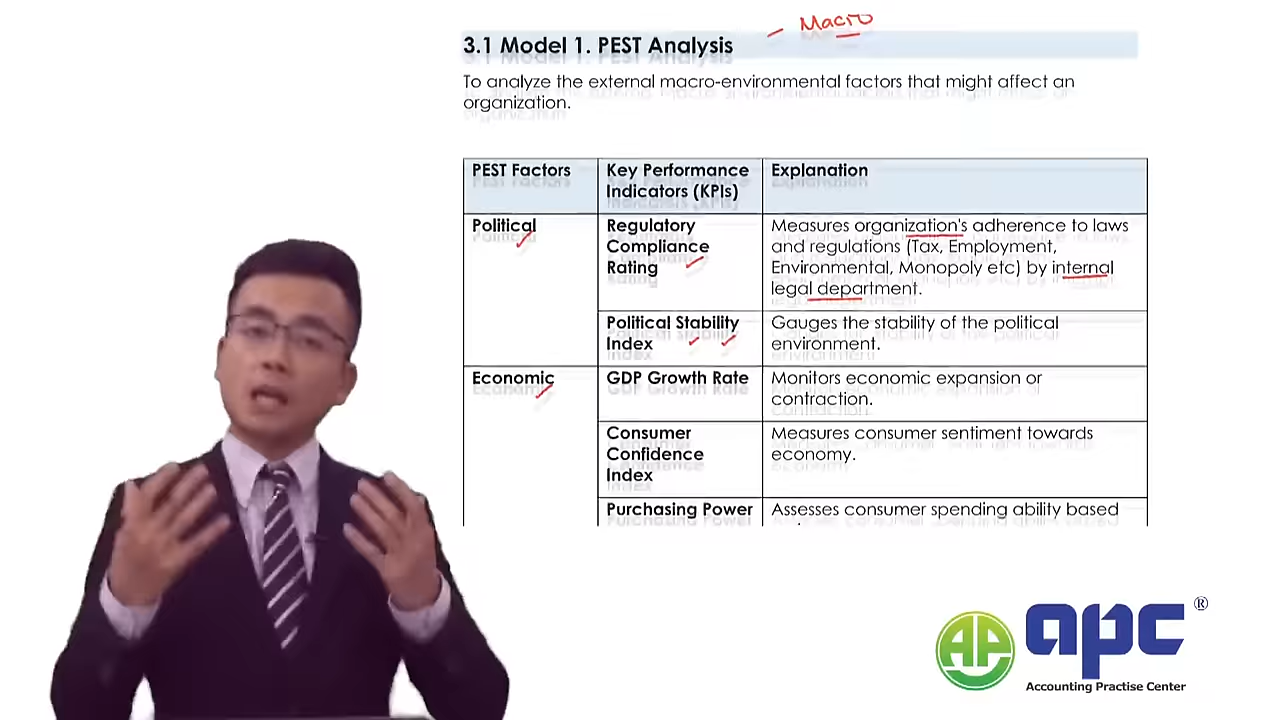 Macro
3.1 Model 1. PEST Analysis
To analyze the external macro-environmental factors that might affect an
organization.
PEST Factors
Key Performance
Indicators (KPIs)
Explanation
Political
Regulatory
Compliance
Rating
Measures organization's adherence to laws
and regulations (Tax, Employment,
Environmental, Monopoly etc) by internal
legal department.
Political Stability
Index
Gauges the stability of the political
environment.
Economic
GDP Growth Rate
Monitors economic expansion or
contraction.
Consumer
Confidence
Index
Measures consumer sentiment towards
economy.
Purchasing Power
Assesses consumer spending ability based
AP
apc ®
Accounting Practise Center